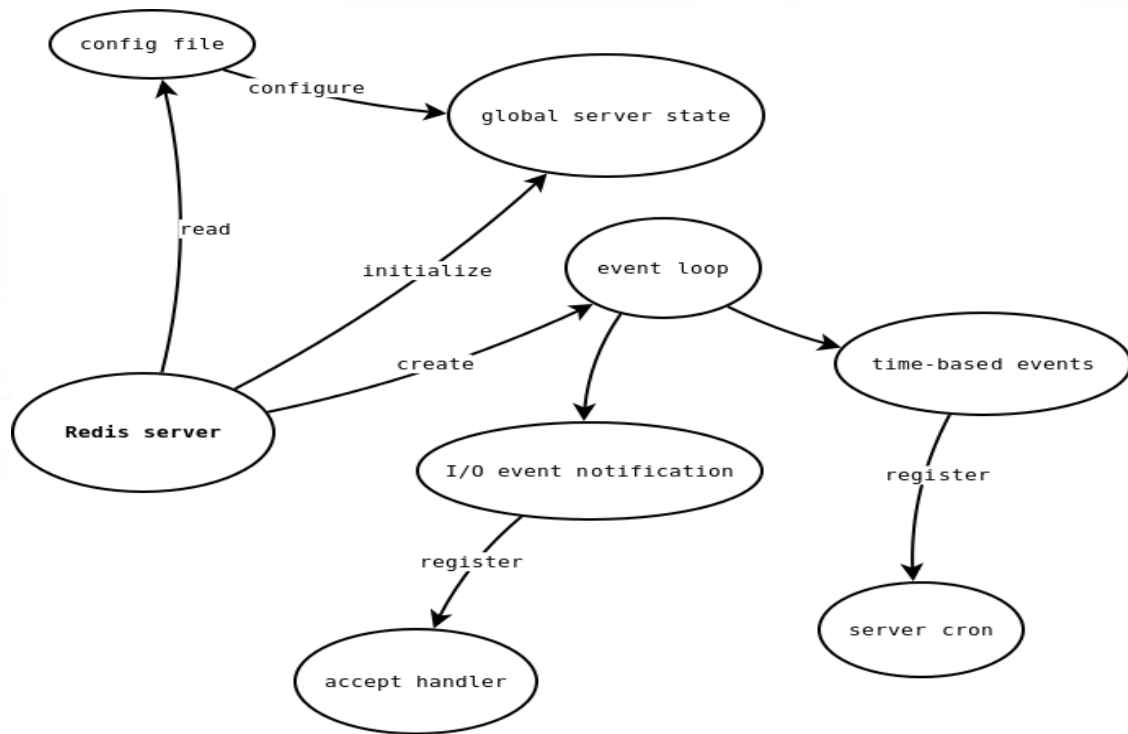 config file
configure
global server state
read
initialize
event loop
create
time-based events
Redis server
I/O event notification
register
register
server cron
accept handler